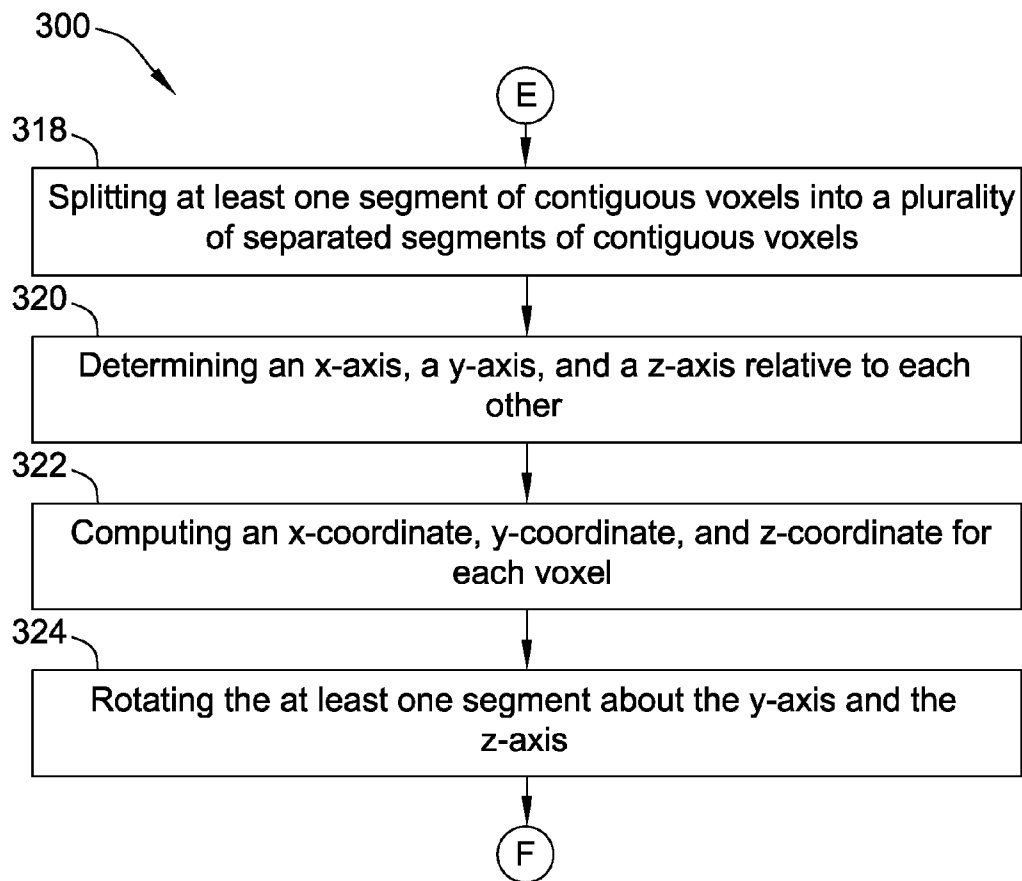 300
E
318
Splitting at least one segment of contiguous voxels into a plurality
of separated segments of contiguous voxels
320
Determining an x-axis, a y-axis, and a z-axis relative to each
other
322
Computing an x-coordinate, y-coordinate, and z-coordinate for
each voxel
324
Rotating the at least one segment about the y-axis and the
z-axis
F